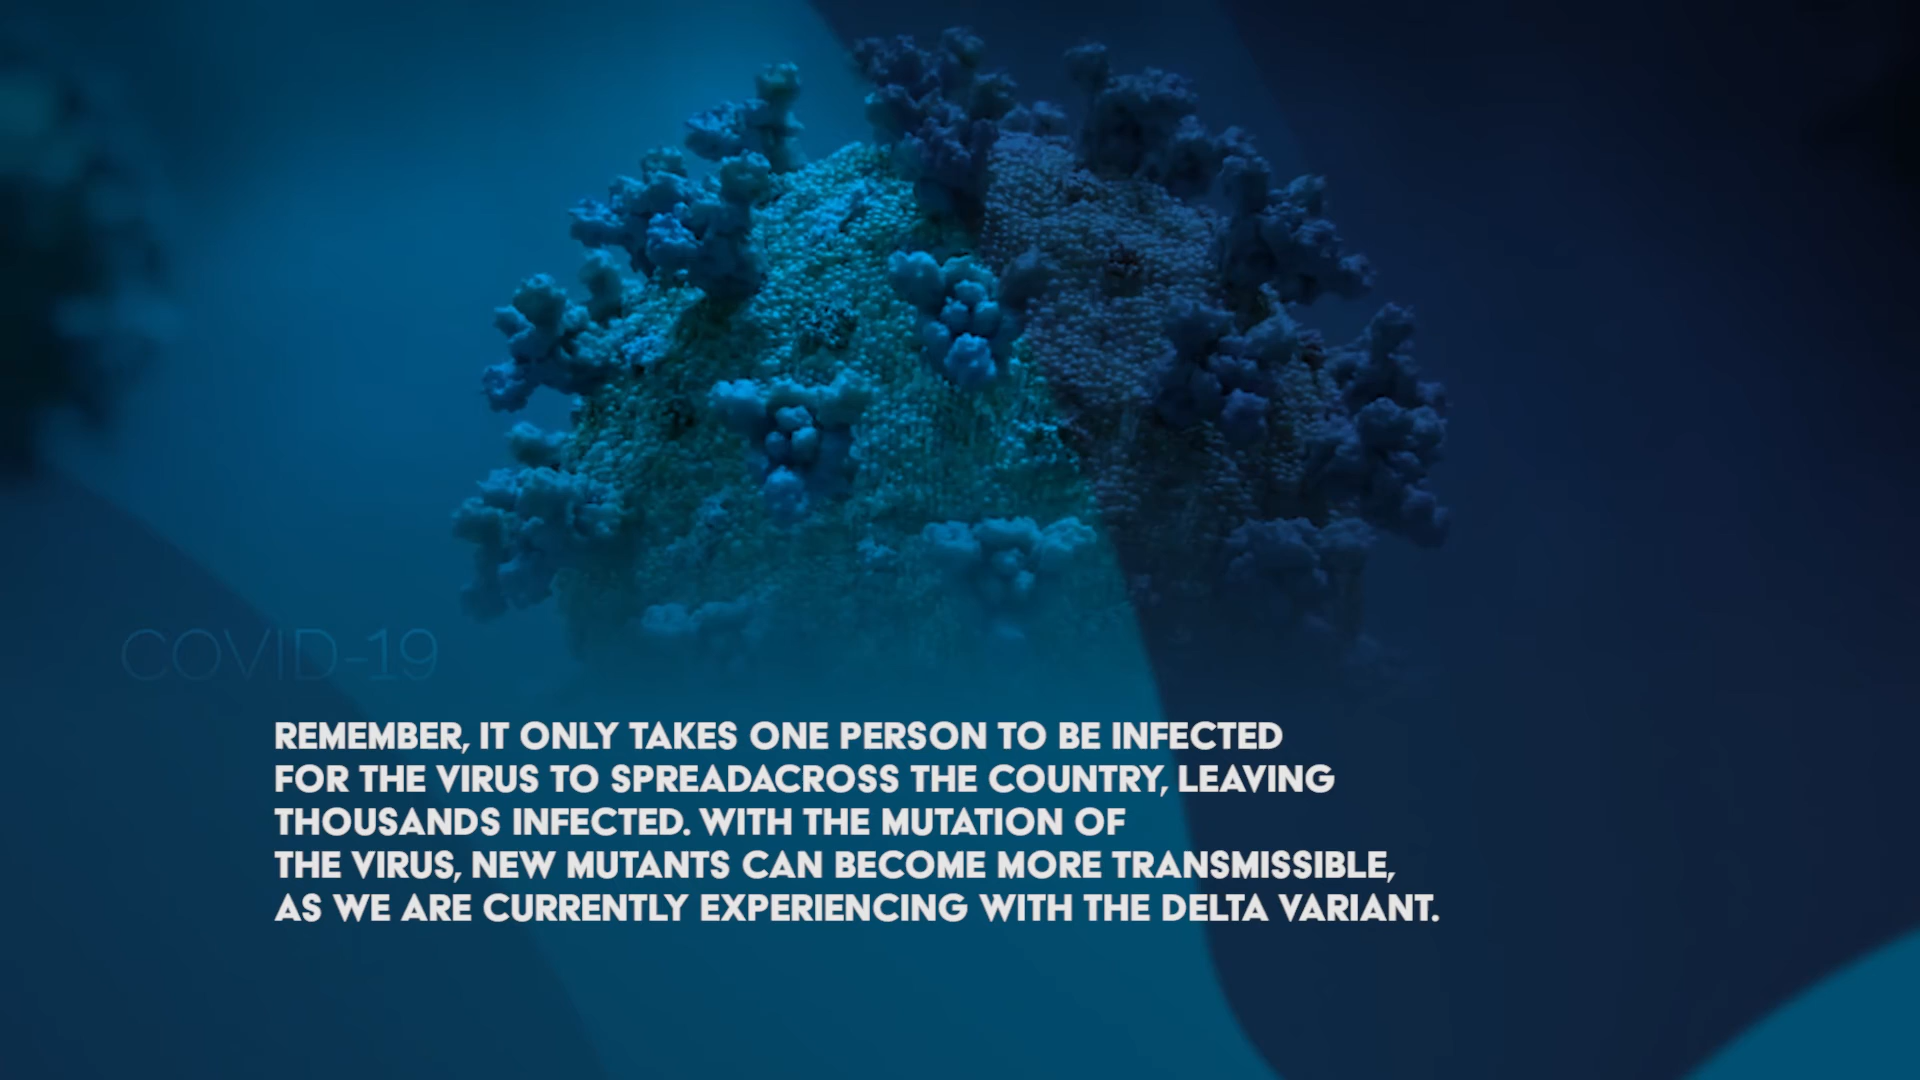 COVID-19
REMEMBER, IT ONLY TAKES ONE PERSON TO BE INFECTED
FOR THE VIRUS TO SPREADACROSS THE COUNTRY, LEAVING
THOUSANDS INFECTED. WITH THE MUTATION OF
THE VIRUS, NEW MUTANTS CAN BECOME MORE TRANSMISSIBLE,
AS WE ARE CURRENTLY EXPERIENCING WITH THE DELTA VARIANT.